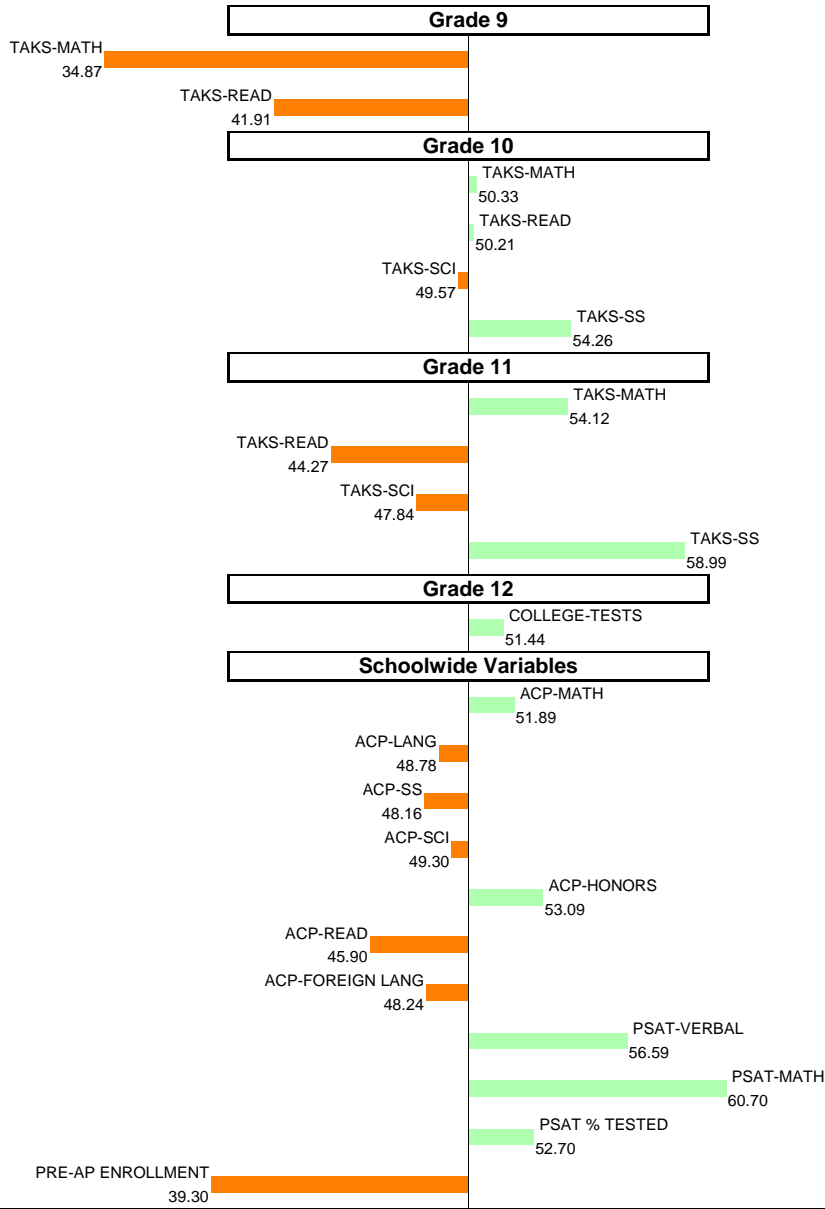 Grade 9
TAKS-MATH
34.87
TAKS-READ
41.91
Grade 10
TAKS-MATH
50.33
TAKS-READ
50.21
TAKS-SCI
49.57
TAKS-SS
54.26
Grade 11
TAKS-MATH
54.12
TAKS-READ
44.27
TAKS-SCI
47.84
TAKS-SS
58.99
Grade 12
COLLEGE-TESTS
51.44
Schoolwide Variables
ACP-MATH
51.89
ACP-LANG
48.78
ACP-SS
48.16
ACP-SCI
49.30
ACP-HONORS
53.09
ACP-READ
45.90
ACP-FOREIGN LANG
48.24
PSAT-VERBAL
56.59
PSAT-MATH
60.70
PSAT % TESTED
52.70
PRE-AP ENROLLMENT
39.30